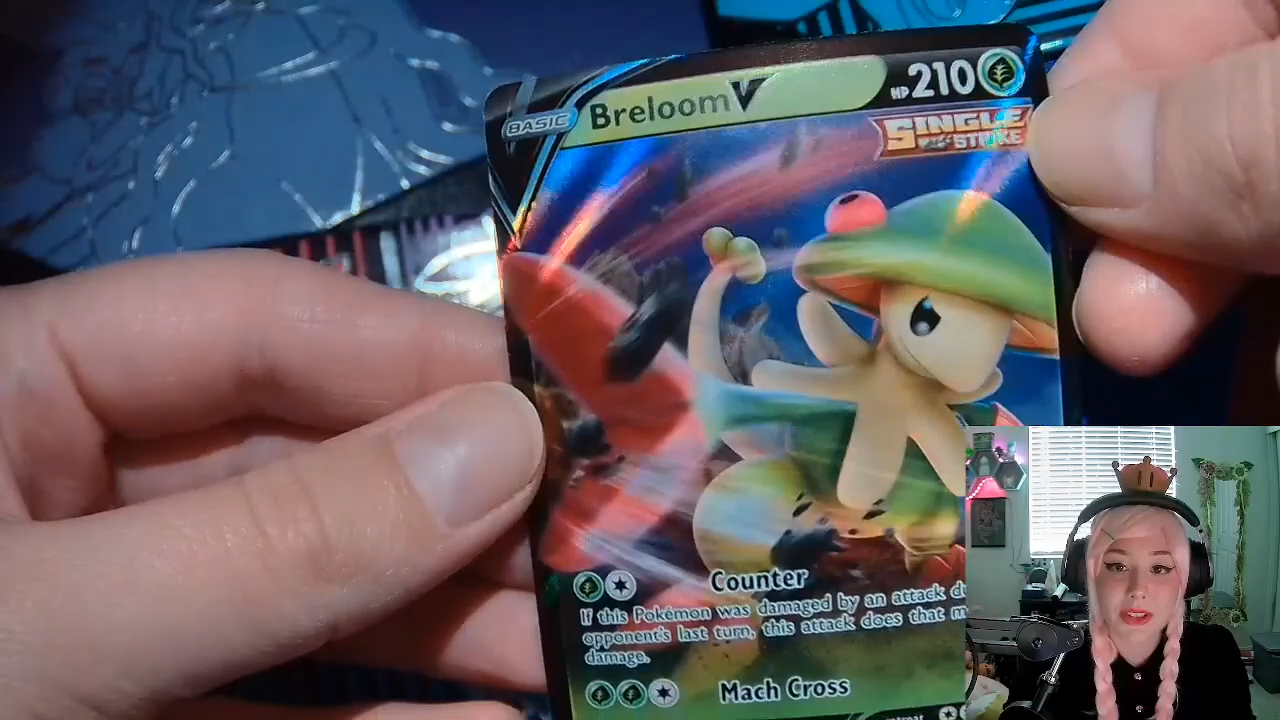 BASIC
Breloom V
HP 210
SINGLE
STRIKE
Counter
If this Pokémon was damaged by an attack
opponent's last turn, this attack does that
damage.
Mach Cross